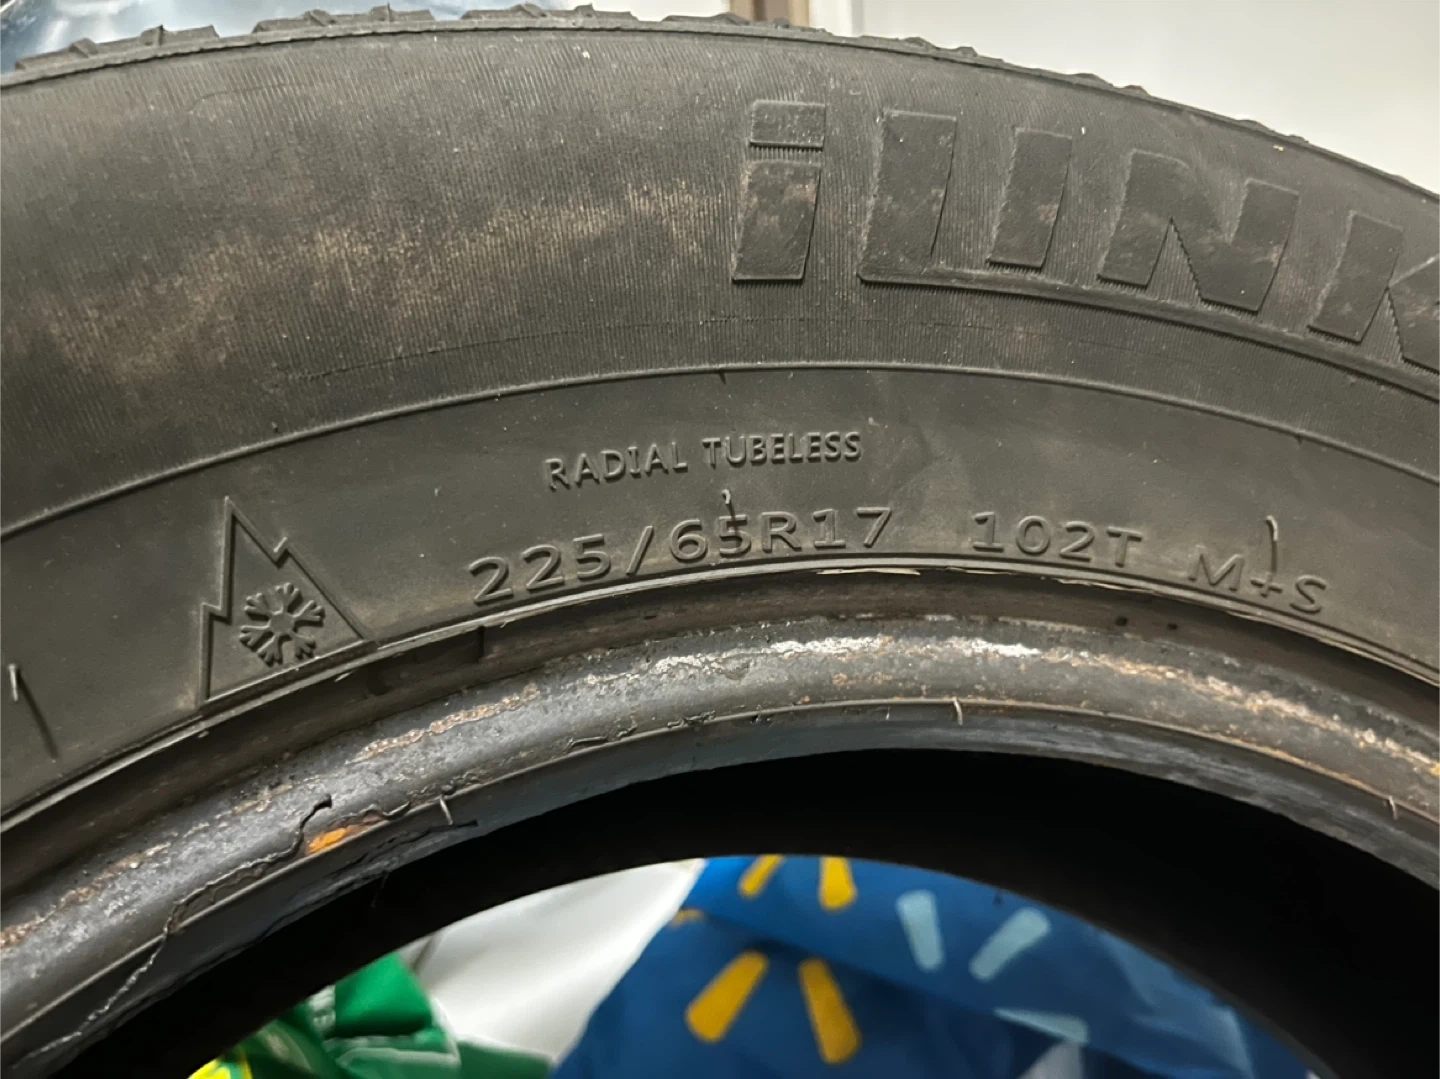 iLINK
RADIAL TUBELESS
225/65R17 102T M+S